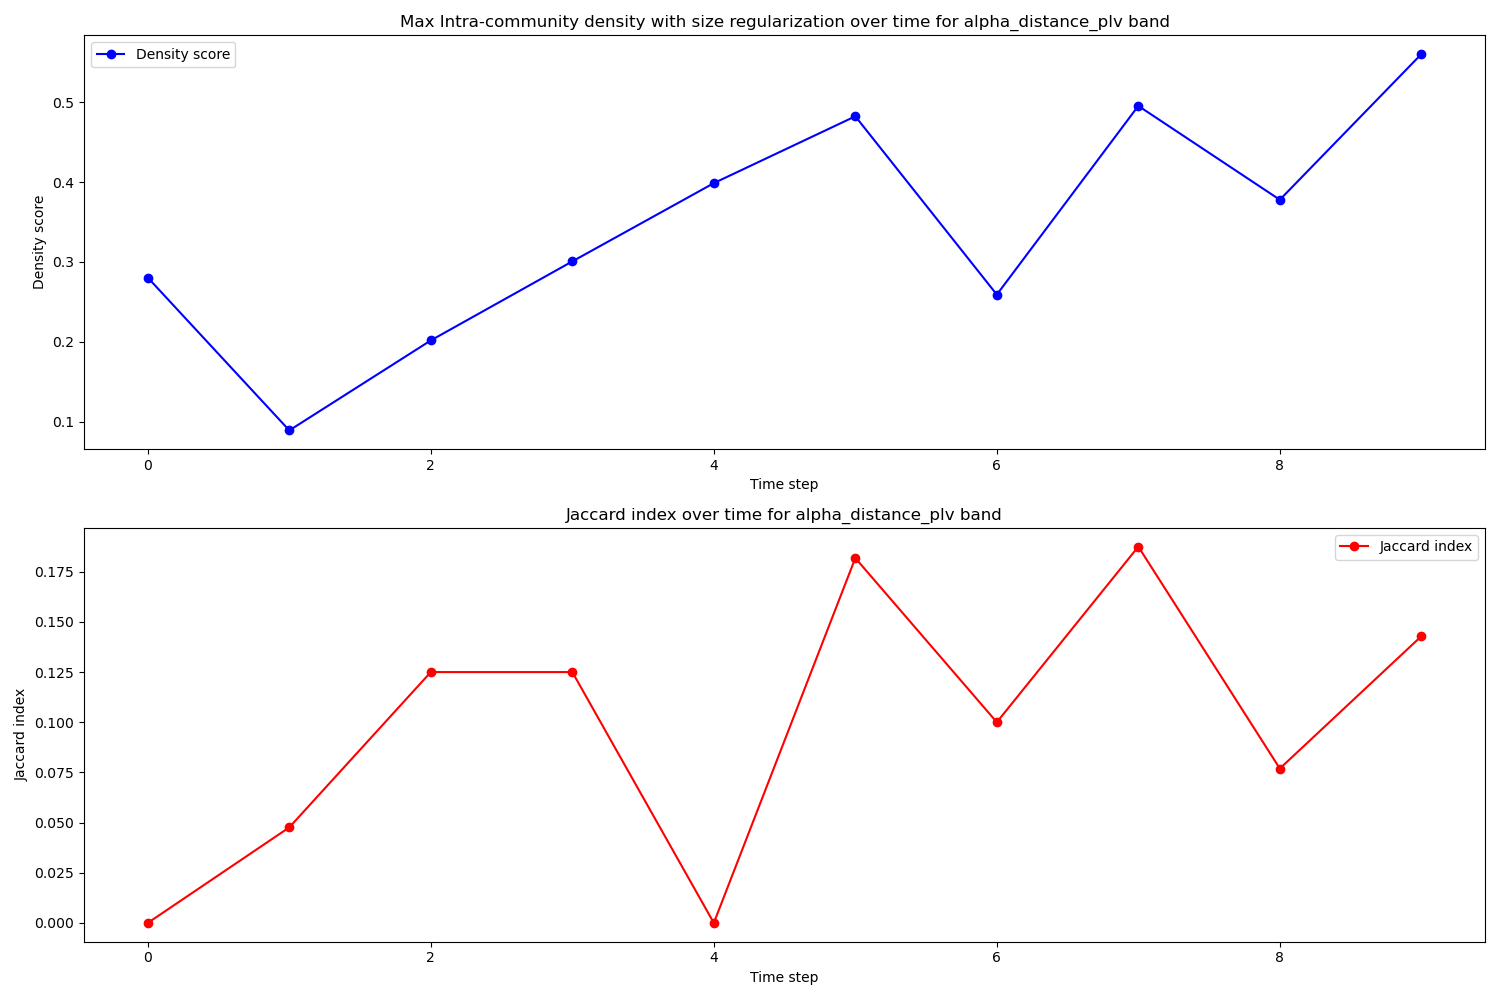 Max Intra-community density with size regularization over time for alpha_distance_plv band
Density score
0.5
0.4
0.3
0.2
0.1
Density score
0 2 4 6 8
Time step
Jaccard index over time for alpha_distance_plv band
Jaccard index
0.175
0.150
0.125
0.100
0.075
0.050
0.025
0.000
Jaccard index
0 2 4 6 8
Time step